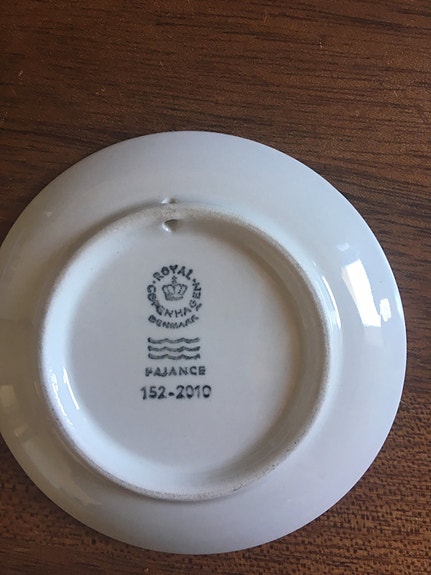 ROYAL
COPENHAGEN
DENMARK
FAJANCE
152-2010